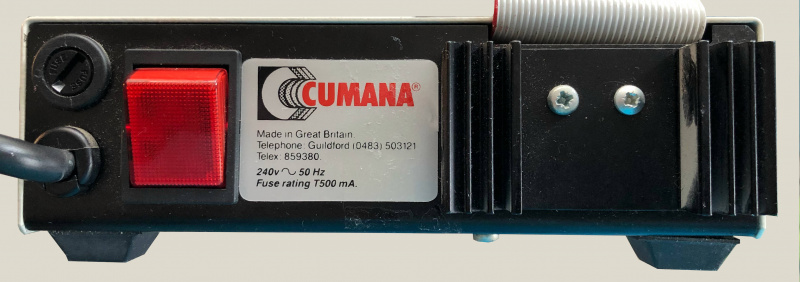 CUMANA®
Made in Great Britain.
Telephone: Guildford (0483) 503121
Telex: 859380.
240v ~ 50 Hz
Fuse rating T500 mA.